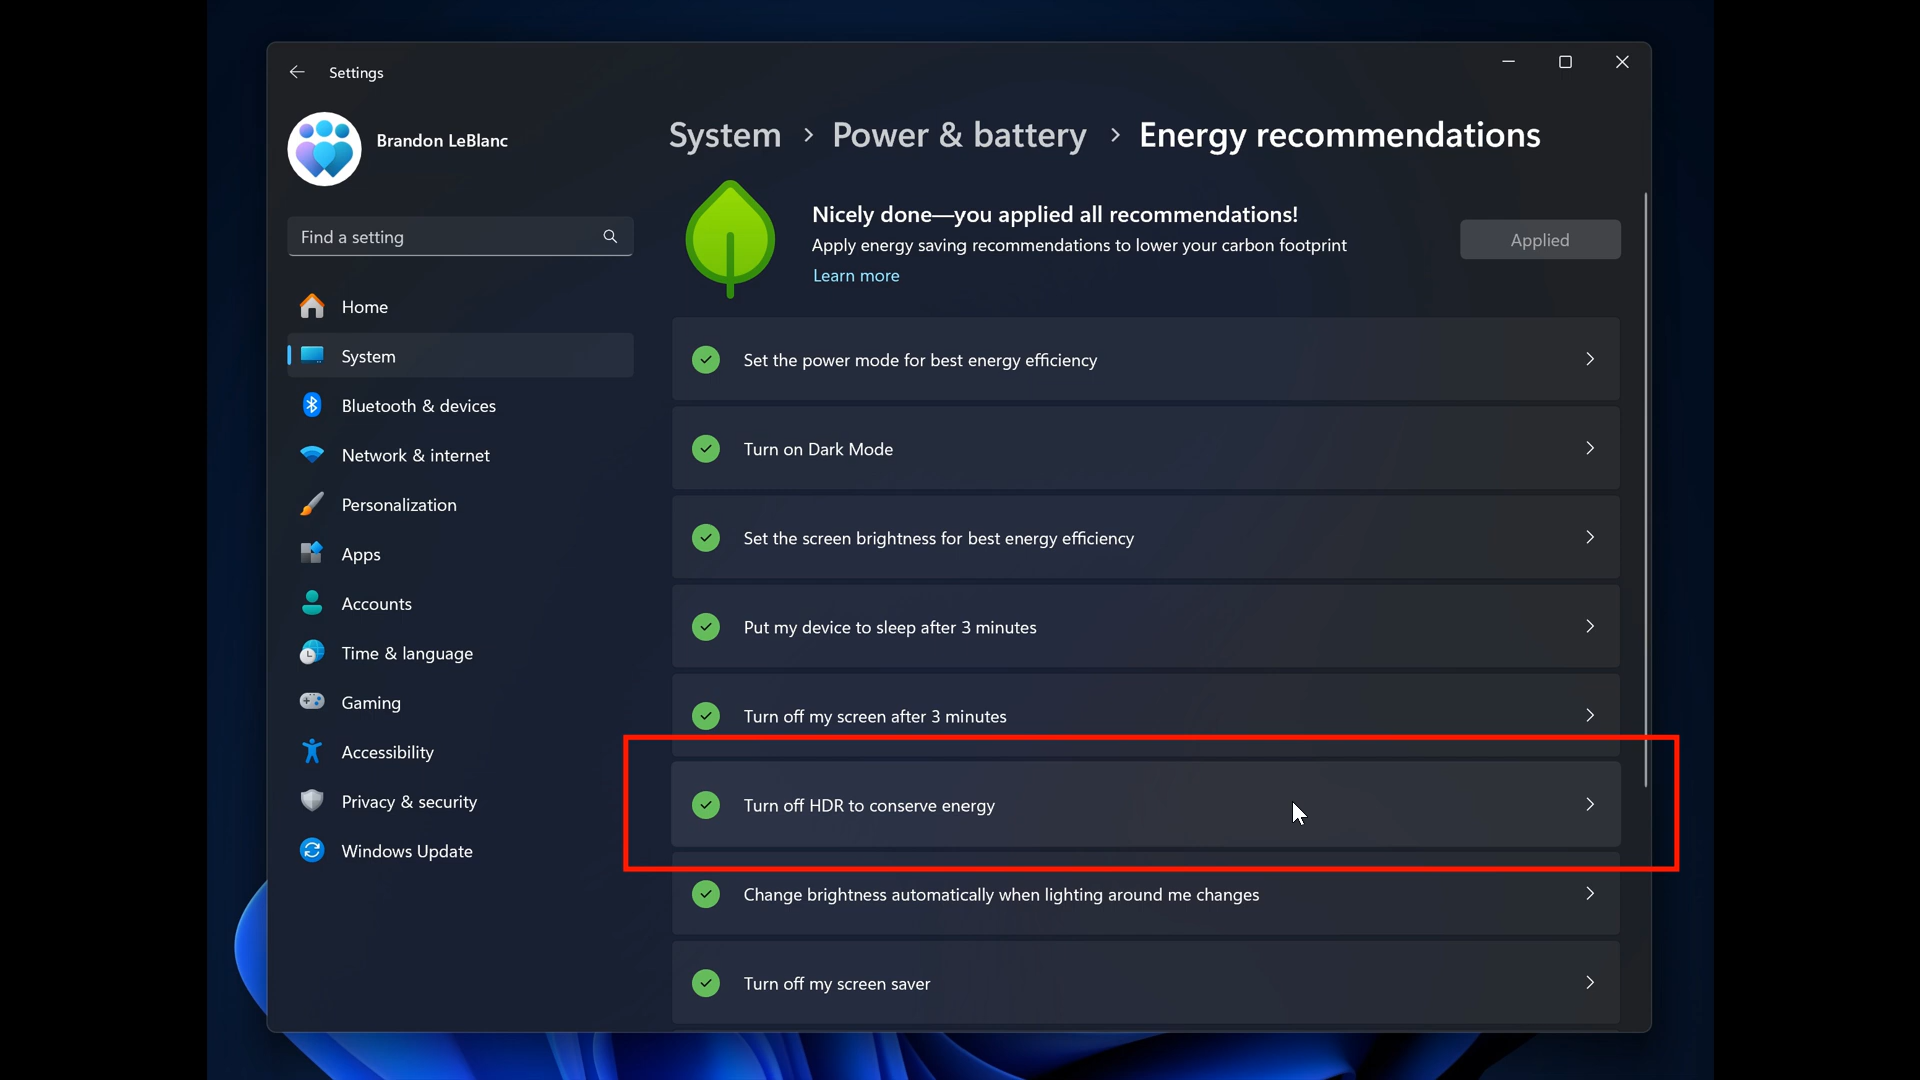 Settings
Brandon LeBlanc
Find a setting
Home
System
Bluetooth & devices
Network & internet
Personalization
Apps
Accounts
Time & language
Gaming
Accessibility
Privacy & security
Windows Update
System > Power & battery > Energy recommendations
Nicely done—you applied all recommendations!
Apply energy saving recommendations to lower your carbon footprint
Learn more
Applied
Set the power mode for best energy efficiency
Turn on Dark Mode
Set the screen brightness for best energy efficiency
Put my device to sleep after 3 minutes
Turn off my screen after 3 minutes
Turn off HDR to conserve energy
Change brightness automatically when lighting around me changes
Turn off my screen saver